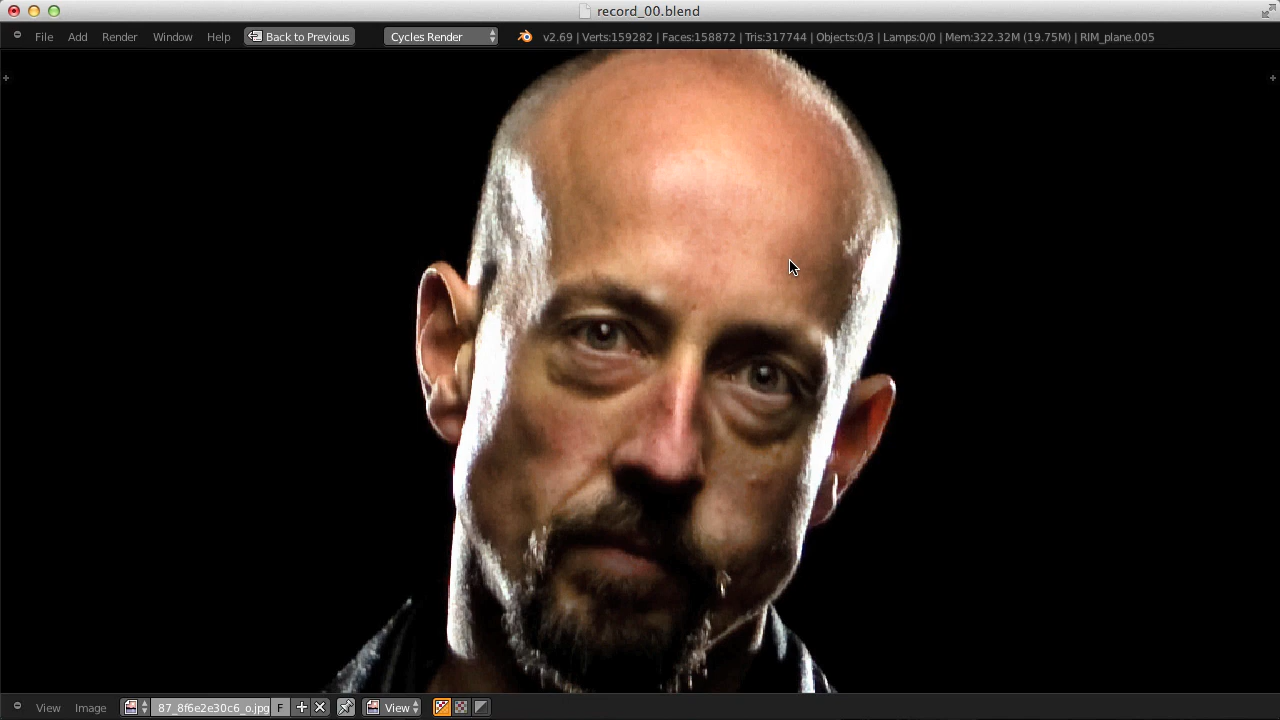 record_00.blend
File Add Render Window Help Back to Previous Cycles Render v2.69 | Verts:159282 | Faces:158872 | Tris:317744 | Objects:0/3 | Lamps:0/0 | Mem:322.32M (19.75M) | RIM_plane.005
View Image 87_8f6e2e30c6_o.jpg F View